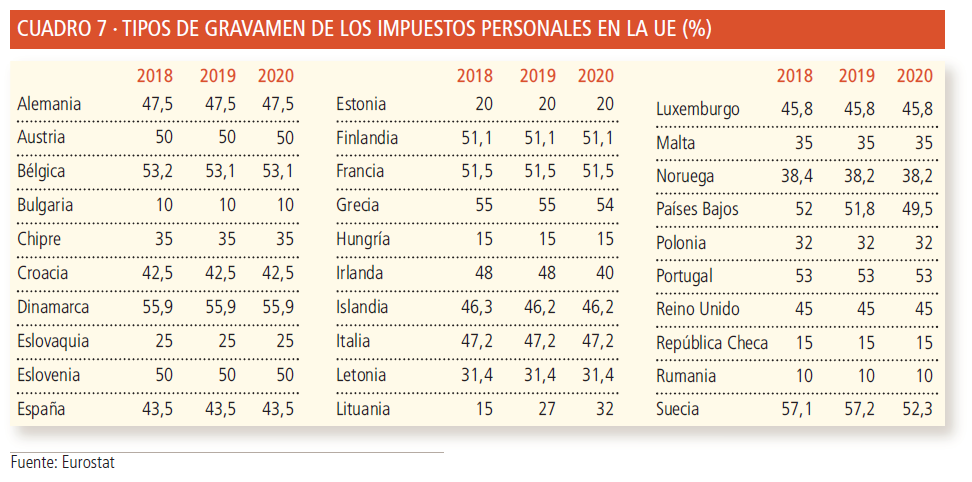 CUADRO 7 · TIPOS DE GRAVAMEN DE LOS IMPUESTOS PERSONALES EN LA UE (%)
2018 2019 2020
Alemania 47,5 47,5 47,5
Austria 50 50 50
Bélgica 53,2 53,1 53,1
Bulgaria 10 10 10
Chipre 35 35 35
Croacia 42,5 42,5 42,5
Dinamarca 55,9 55,9 55,9
Eslovaquia 25 25 25
Eslovenia 50 50 50
España 43,5 43,5 43,5
2018 2019 2020
Estonia 20 20 20
Finlandia 51,1 51,1 51,1
Francia 51,5 51,5 51,5
Grecia 55 55 54
Hungría 15 15 15
Irlanda 48 48 40
Islandia 46,3 46,2 46,2
Italia 47,2 47,2 47,2
Letonia 31,4 31,4 31,4
Lituania 15 27 32
2018 2019 2020
Luxemburgo 45,8 45,8 45,8
Malta 35 35 35
Noruega 38,4 38,2 38,2
Países Bajos 52 51,8 49,5
Polonia 32 32 32
Portugal 53 53 53
Reino Unido 45 45 45
República Checa 15 15 15
Rumania 10 10 10
Suecia 57,1 57,2 52,3
Fuente: Eurostat